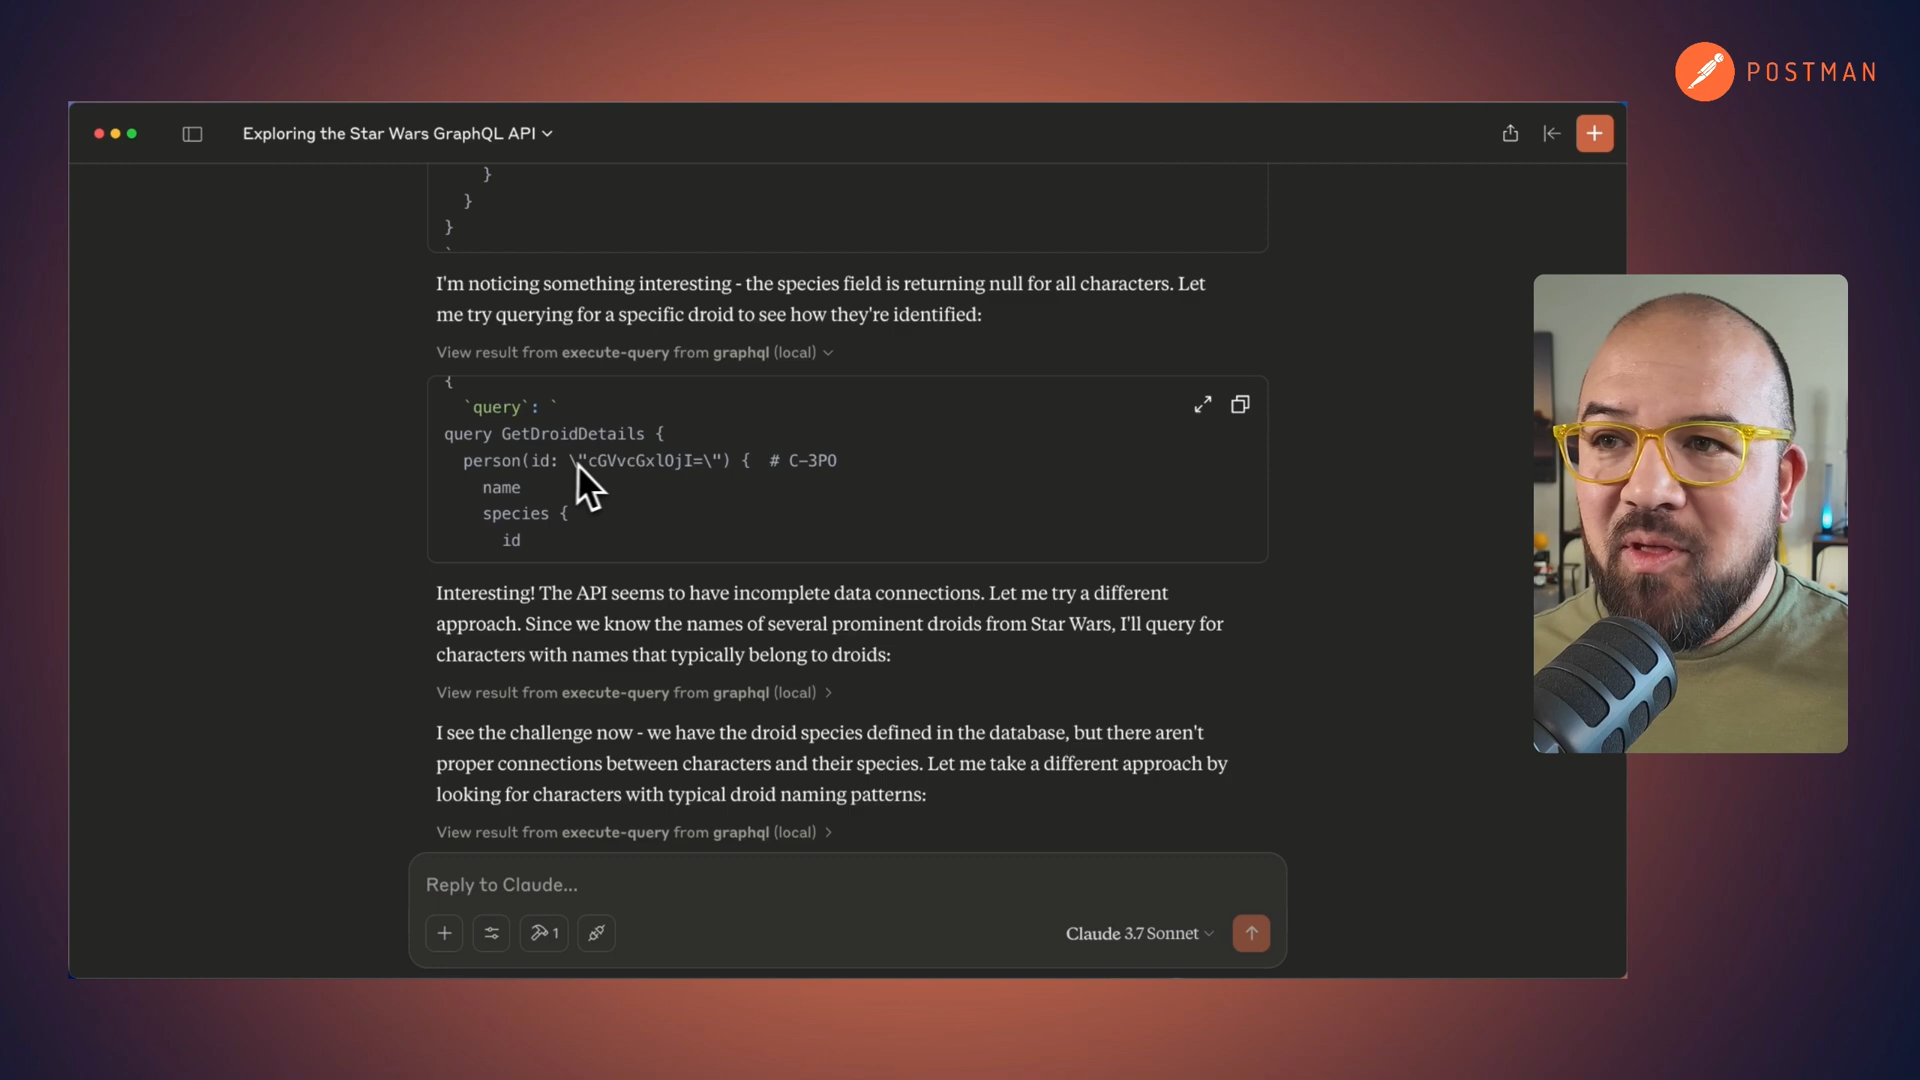 POSTMAN
Exploring the Star Wars GraphQL API
}
}
}
`
I'm noticing something interesting - the species field is returning null for all characters. Let
me try querying for a specific droid to see how they're identified:
View result from execute-query from graphql (local)
{
`query`: `
query GetDroidDetails {
person(id: \"cGVvcGxlOjI=\") { # C-3PO
name
species {
id
Interesting! The API seems to have incomplete data connections. Let me try a different
approach. Since we know the names of several prominent droids from Star Wars, I'll query for
characters with names that typically belong to droids:
View result from execute-query from graphql (local)
I see the challenge now - we have the droid species defined in the database, but there aren't
proper connections between characters and their species. Let me take a different approach by
looking for characters with typical droid naming patterns:
View result from execute-query from graphql (local)
Reply to Claude...
1
Claude 3.7 Sonnet